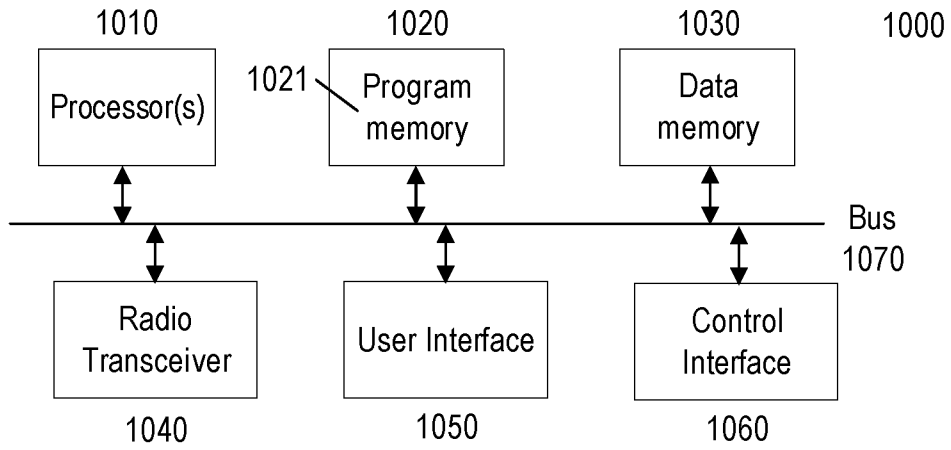 1010
1020
1030
1000
Processor(s)
1021
Program
memory
Data
memory
Bus
1070
Radio
Transceiver
User Interface
Control
Interface
1040
1050
1060